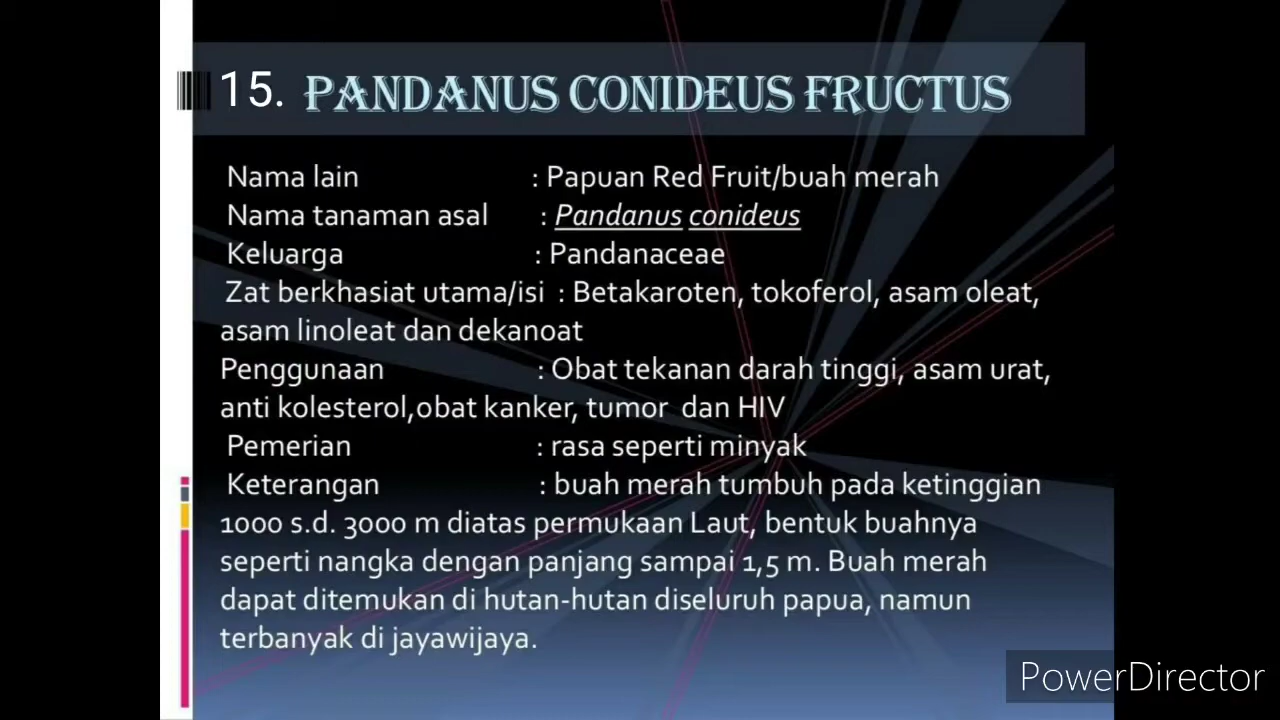 15. PANDANUS CONIDEUS FRUCTUS
Nama lain : Papuan Red Fruit/buah merah
Nama tanaman asal : Pandanus conideus
Keluarga : Pandanaceae
Zat berkhasiat utama/isi : Betakaroten, tokoferol, asam oleat,
asam linoleat dan dekanoat
Penggunaan : Obat tekanan darah tinggi, asam urat,
anti kolesterol,obat kanker, tumor dan HIV
Pemerian : rasa seperti minyak
Keterangan : buah merah tumbuh pada ketinggian
1000 s.d. 3000 m diatas permukaan Laut, bentuk buahnya
seperti nangka dengan panjang sampai 1,5 m. Buah merah
dapat ditemukan di hutan-hutan diseluruh papua, namun
terbanyak di jayawijaya.
PowerDirector